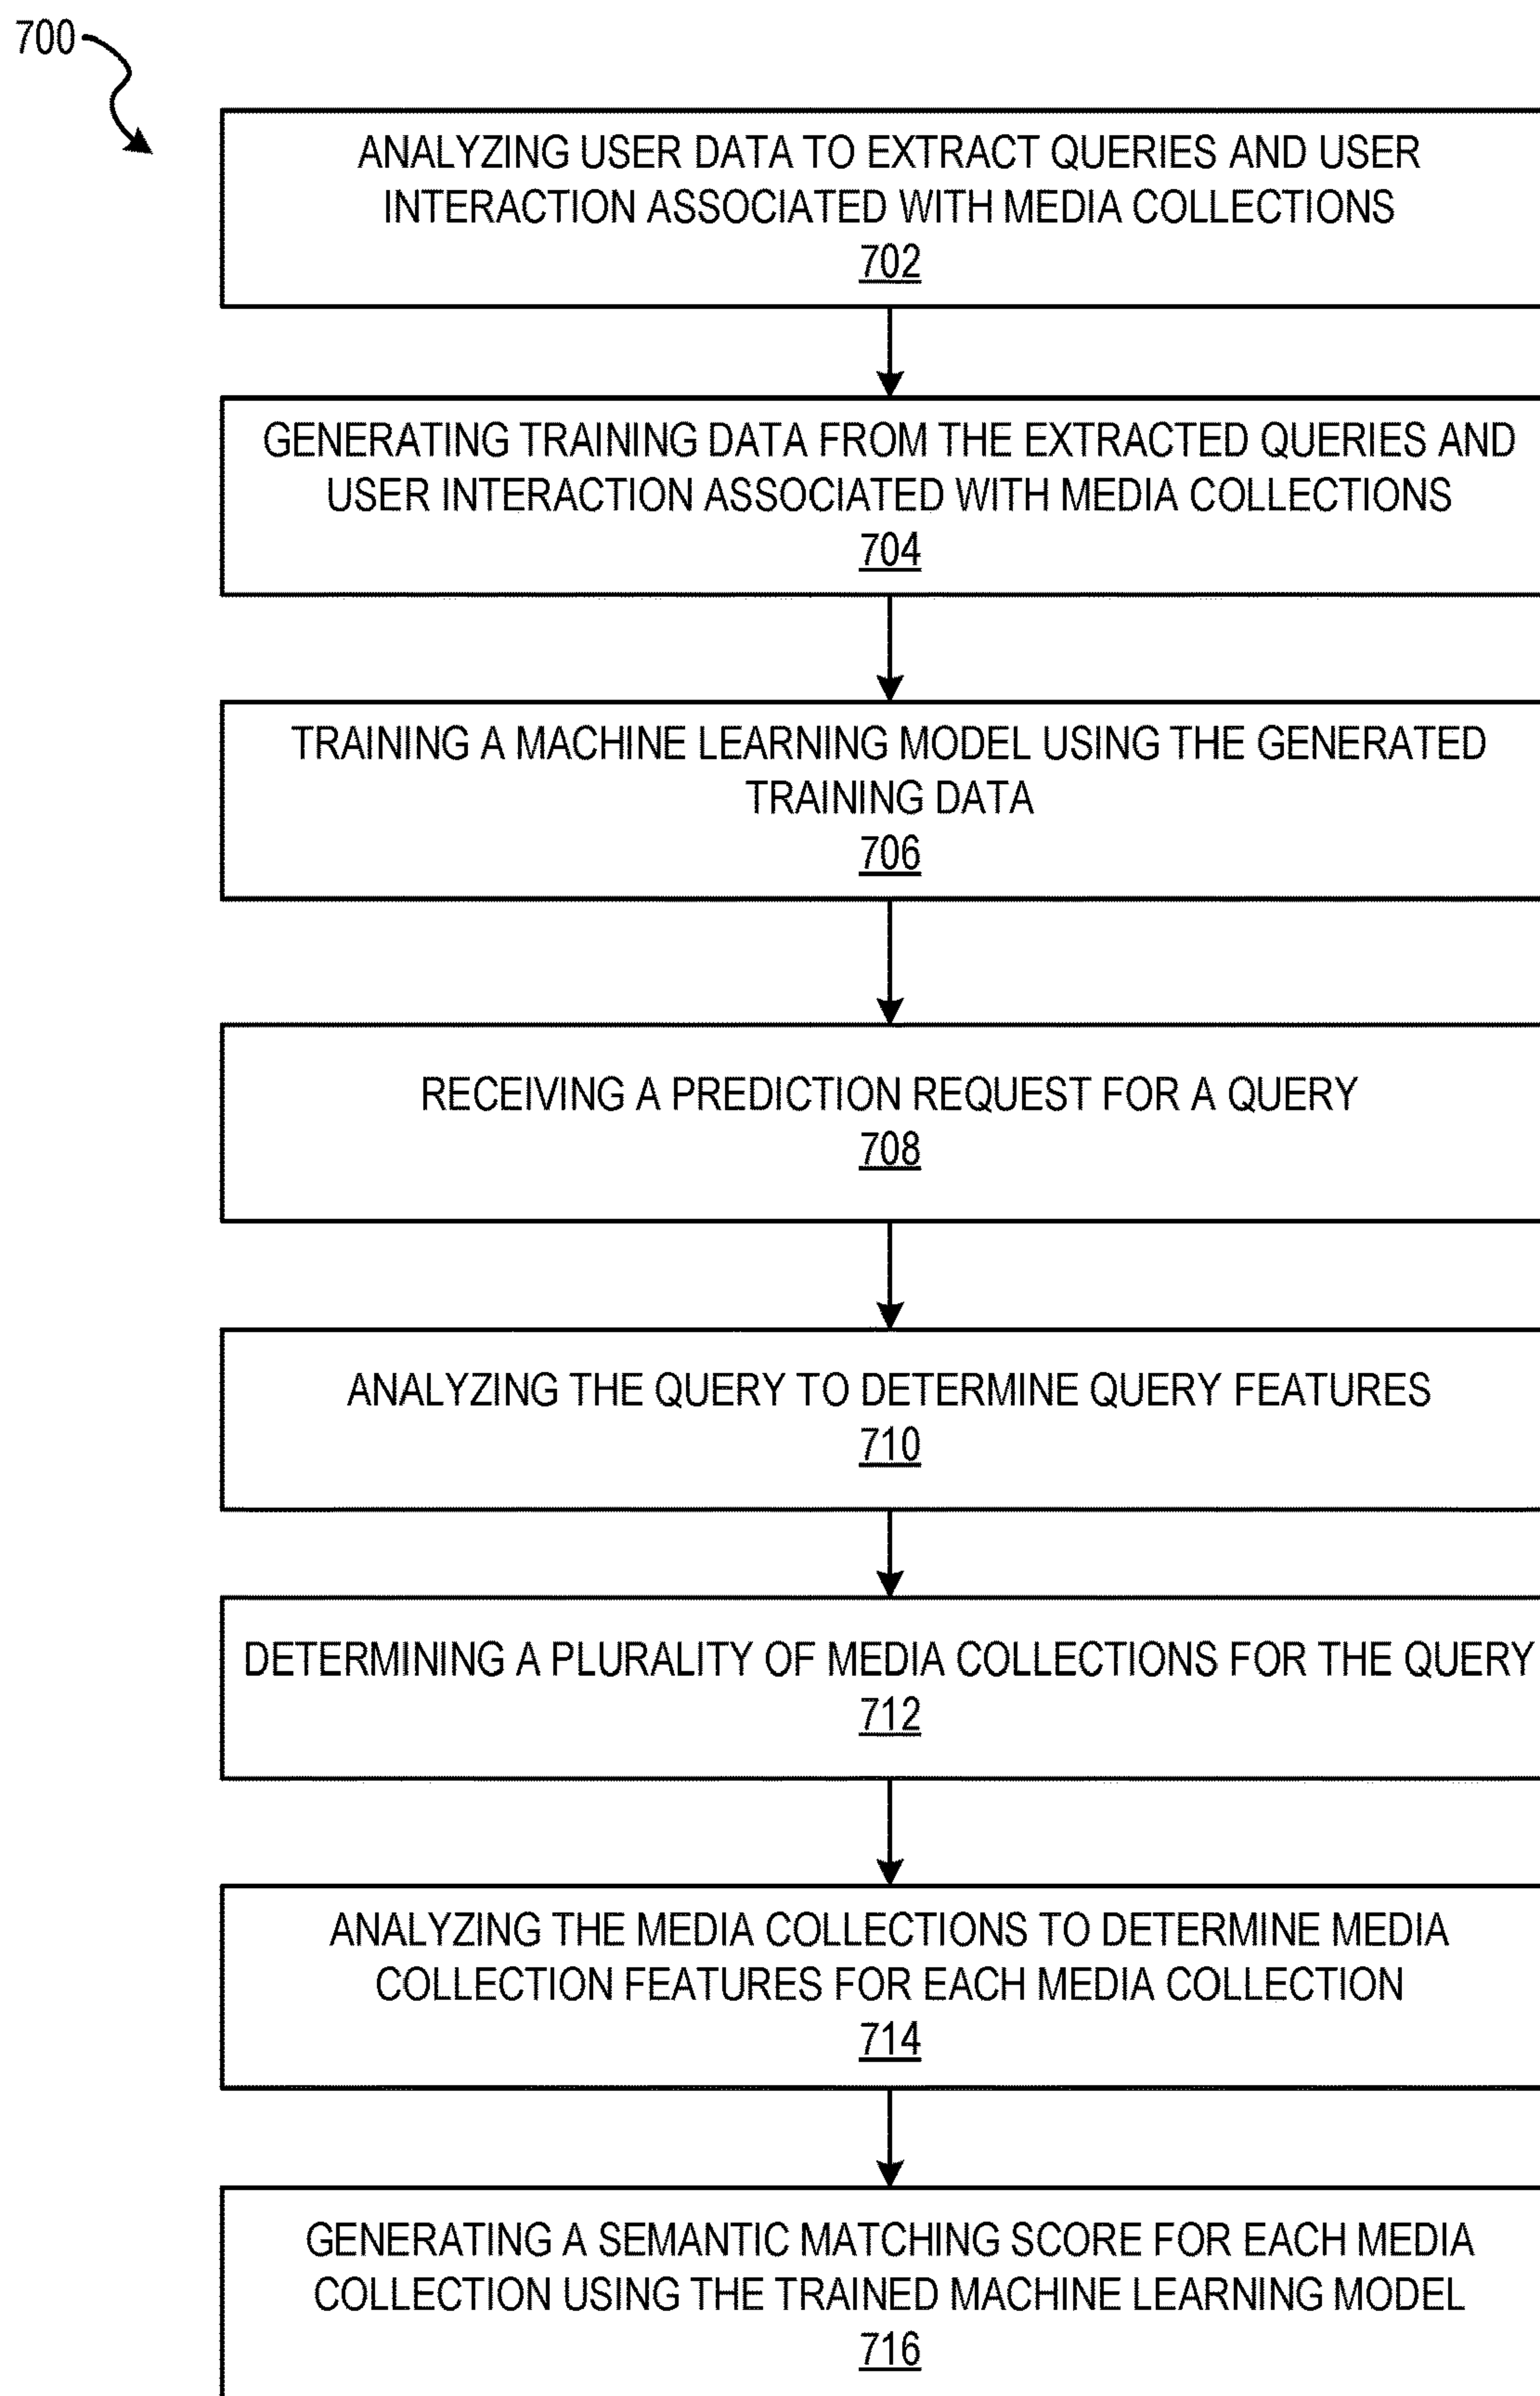 700
ANALYZING USER DATA TO EXTRACT QUERIES AND USER
INTERACTION ASSOCIATED WITH MEDIA COLLECTIONS
702
GENERATING TRAINING DATA FROM THE EXTRACTED QUERIES AND
USER INTERACTION ASSOCIATED WITH MEDIA COLLECTIONS
704
TRAINING A MACHINE LEARNING MODEL USING THE GENERATED
TRAINING DATA
706
RECEIVING A PREDICTION REQUEST FOR A QUERY
708
ANALYZING THE QUERY TO DETERMINE QUERY FEATURES
710
DETERMINING A PLURALITY OF MEDIA COLLECTIONS FOR THE QUERY
712
ANALYZING THE MEDIA COLLECTIONS TO DETERMINE MEDIA
COLLECTION FEATURES FOR EACH MEDIA COLLECTION
714
GENERATING A SEMANTIC MATCHING SCORE FOR EACH MEDIA
COLLECTION USING THE TRAINED MACHINE LEARNING MODEL
716